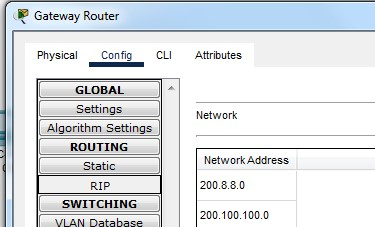 Gateway Router
Physical Config CLI Attributes
GLOBAL
Settings
Algorithm Settings
ROUTING
Static
RIP
SWITCHING
VLAN Database
Network
Network Address
200.8.8.0
200.100.100.0